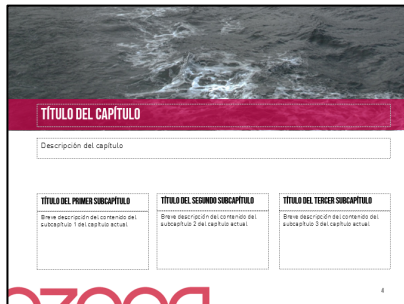 TÍTULO DEL CAPÍTULO
Descripción del capítulo
TÍTULO DEL PRIMER SUBCAPÍTULO
TÍTULO DEL SEGUNDO SUBCAPÍTULO
TÍTULO DEL TERCER SUBCAPÍTULO
Breve descripción del contenido del
subcapítulo 1 del capítulo actual.
Breve descripción del contenido del
subcapítulo 2 del capítulo actual.
Breve descripción del contenido del
subcapítulo 3 del capítulo actual.
4